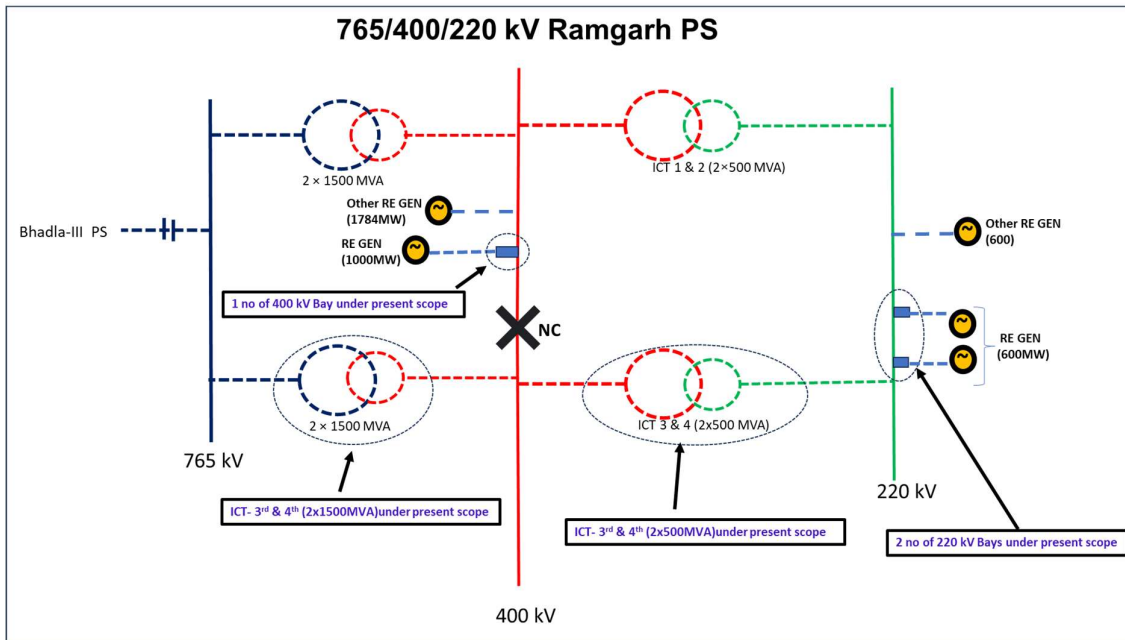 765/400/220 kV Ramgarh PS
2 × 1500 MVA
ICT 1 & 2 (2×500 MVA)
Other RE GEN
(1784MW)
Bhadla-III PS
RE GEN
(1000MW)
Other RE GEN
(600)
1 no of 400 kV Bay under present scope
NC
RE GEN
(600MW)
2 × 1500 MVA
ICT 3 & 4 (2x500 MVA)
765 kV
220 kV
ICT- 3rd & 4th (2x1500MVA)under present scope
ICT- 3rd & 4th (2x500MVA)under present scope
2 no of 220 kV Bays under present scope
400 kV